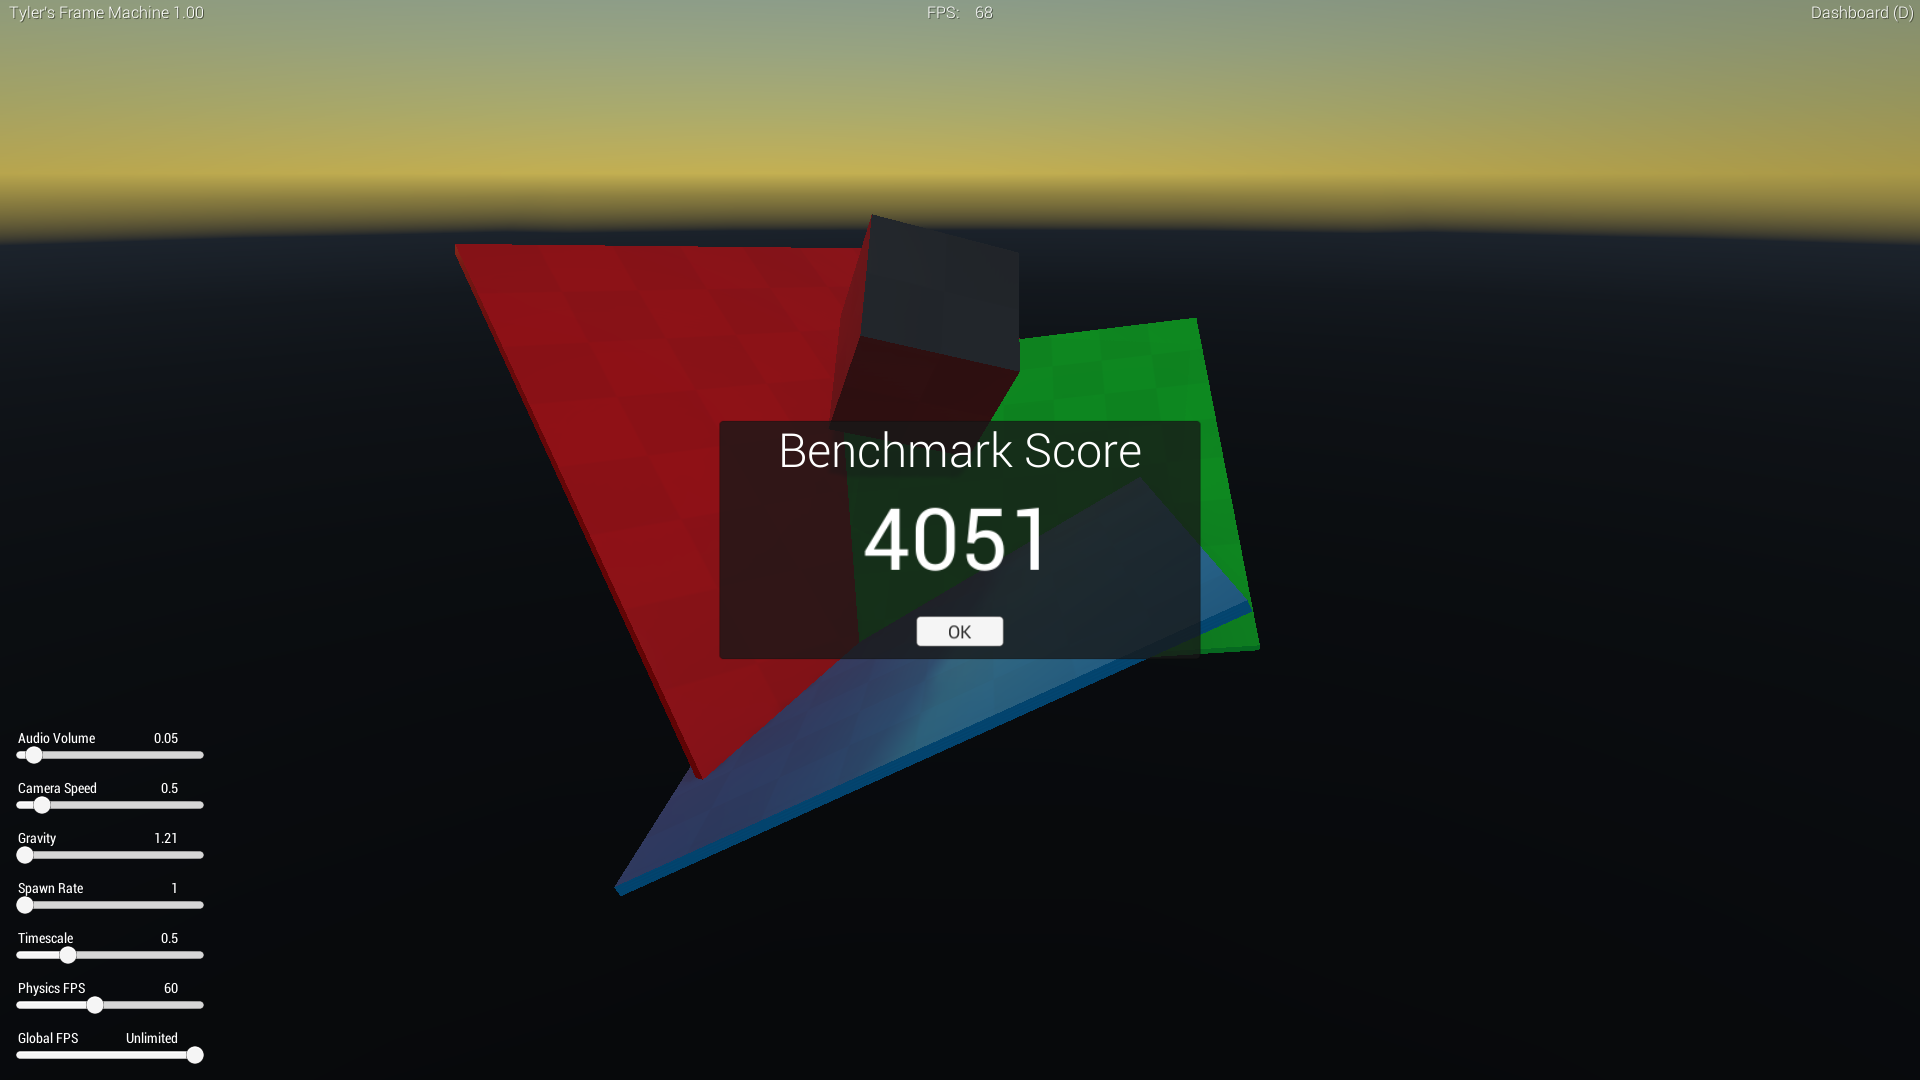 Tyler's Frame Machine 1.00
FPS: 68
Dashboard (D)
Benchmark Score
4051
OK
Audio Volume 0.05
Camera Speed 0.5
Gravity 1.21
Spawn Rate 1
Timescale 0.5
Physics FPS 60
Global FPS Unlimited